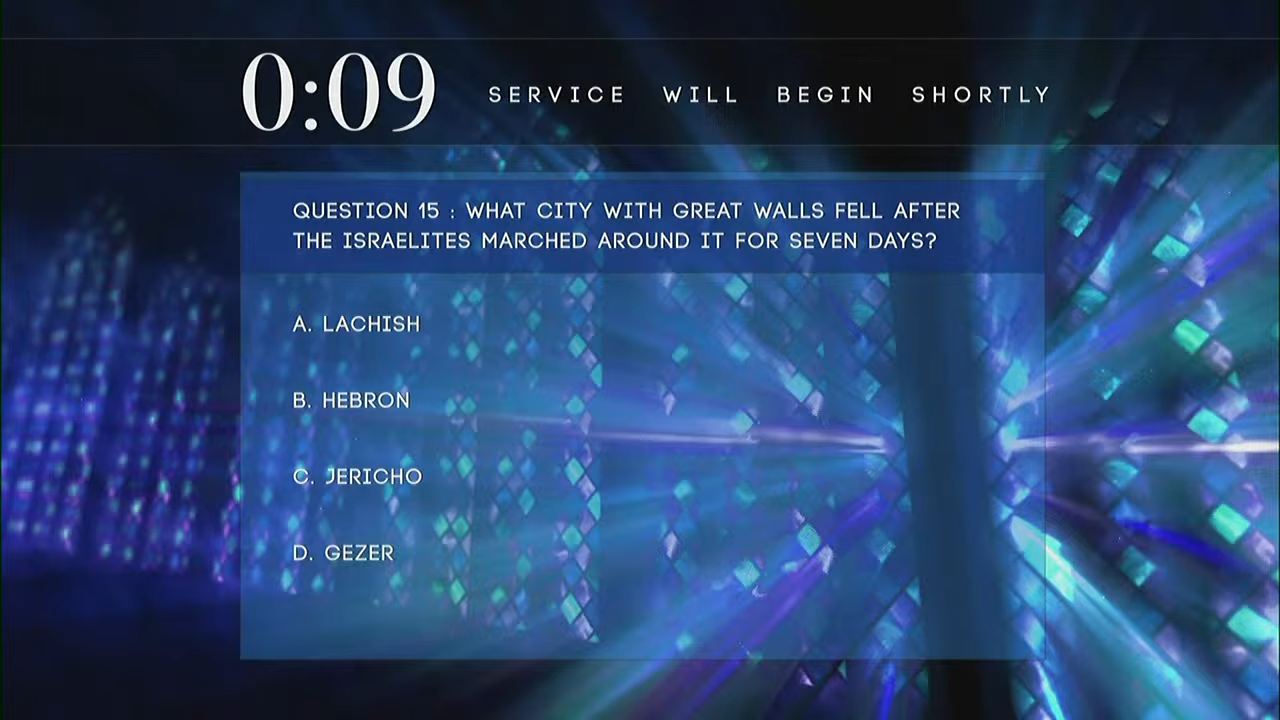 0:09 SERVICE WILL BEGIN SHORTLY
QUESTION 15 : WHAT CITY WITH GREAT WALLS FELL AFTER
THE ISRAELITES MARCHED AROUND IT FOR SEVEN DAYS?
A. LACHISH
B. HEBRON
C. JERICHO
D. GEZER